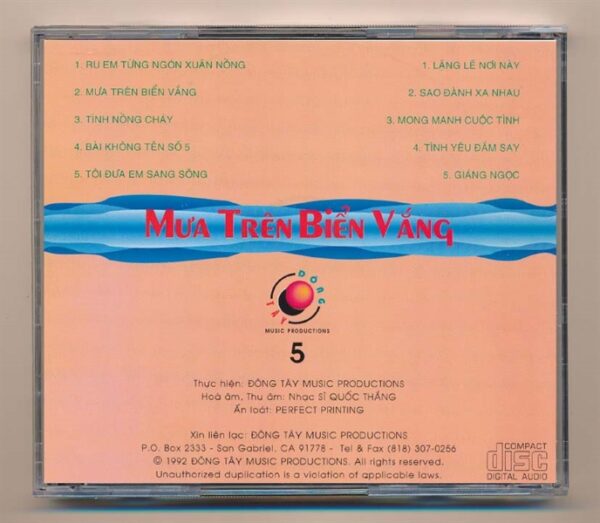 1. RU EM TỪNG NGÓN XUÂN NỒNG
2. MƯA TRÊN BIỂN VẮNG
3. TÌNH NỒNG CHÁY
4. BÀI KHÔNG TÊN SỐ 5
5. TÔI ĐƯA EM SANG SÔNG
1. LẶNG LẼ NƠI NÀY
2. SAO ĐÀNH XA NHAU
3. MONG MANH CUỘC TÌNH
4. TÌNH YÊU ĐẮM SAY
5. GIÁNG NGỌC
MƯA TRÊN BIỂN VẮNG
ĐÔNG TÂY
MUSIC PRODUCTIONS
5
Thực hiện: ĐÔNG TÂY MUSIC PRODUCTIONS
Hoà âm, Thu âm: Nhạc Sĩ QUỐC THẮNG
Ấn loát: PERFECT PRINTING
Xin liên lạc: ĐÔNG TÂY MUSIC PRODUCTIONS
P.O. Box 2333 - San Gabriel, CA 91778 - Tel & Fax (818) 307-0256
© 1992 ĐÔNG TÂY MUSIC PRODUCTIONS. All rights reserved.
Unauthorized duplication is a violation of applicable laws.
COMPACT
disc
DIGITAL AUDIO